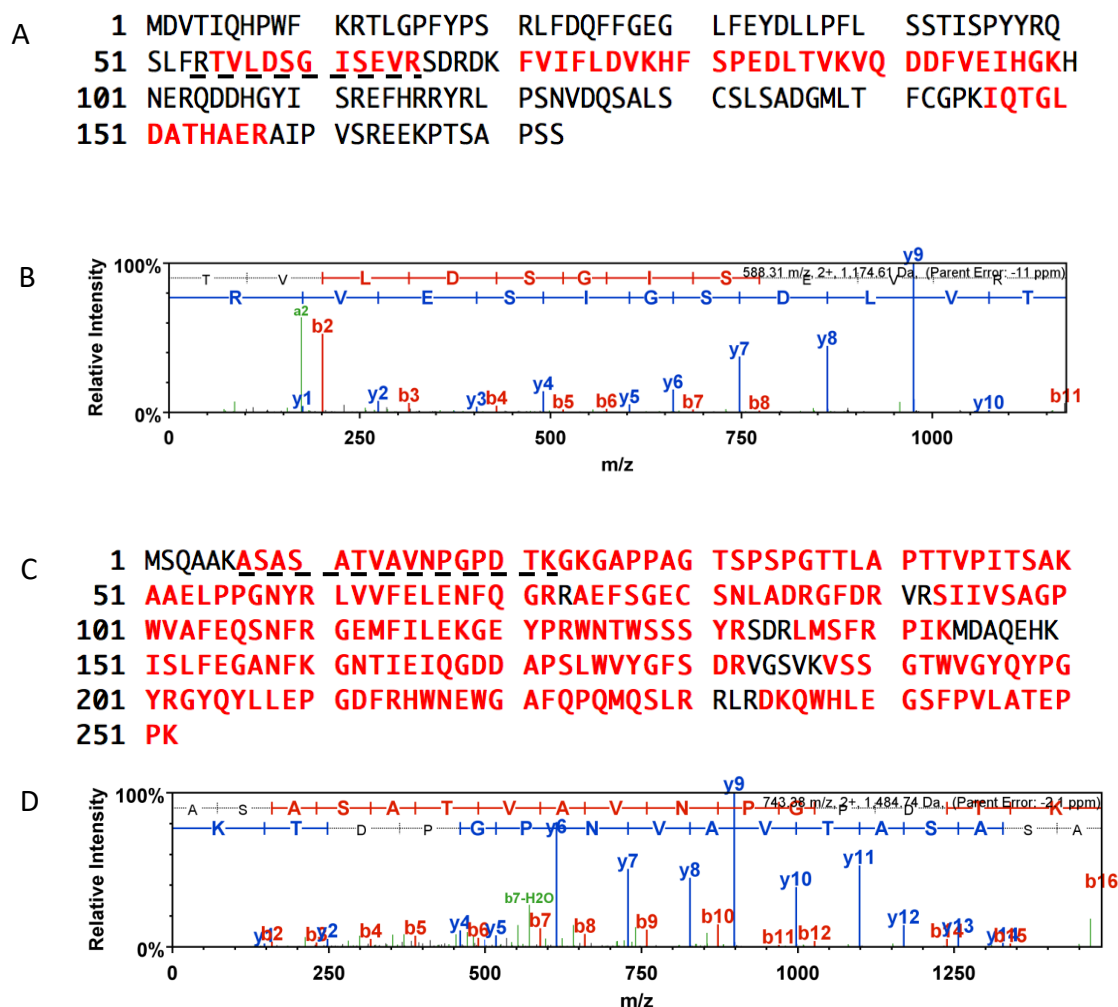 A
1 MDVTIQHPWF KRTLGPFYPS RLFDQFFGEG LFEYDLLPFL SSTISPYYRQ
51 SLFRTVLDSG ISEVRSDRDK FVIFLDVKHF SPEDLTVKVQ DDFVEIHGKH
101 NERQDDHGYI SREFHRRYRL PSNVDQSALS CSLSADGMLT FCGPKIQTGL
151 DATHAERAIP VSREEKPTSA PSS
B
y9
100%
T V L D S G I S E V R
588.31 m/z, 2+, 1,174.61 Da, (Parent Error: -11 ppm)
R V E S I G S D L V T
Relative Intensity
a2
b2
y8
y7
y1 y2 b3 y3 b4 y4 b5 b6 y5 y6 b7 b8 y10 b11
0%
0 250 500 750 1000
m/z
C
1 MSQAAKASAS ATVAVNPGPD TKGKGAPPAG TSPSPGTTLA PTTVPITSAK
51 AAELPPGNYR LVVFELENFQ GRRAEFSGEC SNLADRGFDR VRSIIVSAGP
101 WVAFEQSNFR GEMFILEKGE YPRWNTWSSS YRSDRLMSFR PIKMDAQEHK
151 ISLFEGANFK GNTIEIQGDD APSLWVYGFS DRVGSVKVSS GTWVGYQYPG
201 YRGYQYLLEP GDFRHWNEWG AFQPQMQSLR RLRDKQWHLE GSFPVLATEP
251 PK
D
y9
100%
A S A S A T V A V N P G P D T K
743.38 m/z, 2+, 1,484.74 Da, (Parent Error: -2.1 ppm)
K T D P G P N V A V T A S A S A
y6
Relative Intensity
y7 y8 y10 y11
b16
b7-H2O
y1 b2 b3 y2 b4 b5 y4 b6 y5 b7 b8 b9 b10 b11 b12 y12 b14 y13 y14 b15
0%
0 250 500 750 1000 1250
m/z